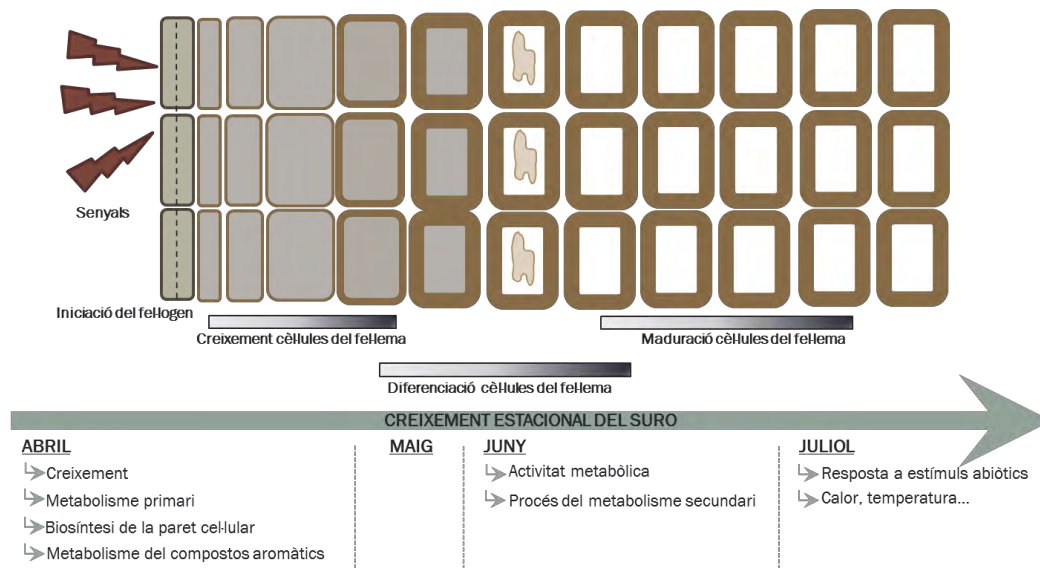 Senyals
Iniciació del fel·logen
Creixement cèl·lules del fel·lema
Maduració cèl·lules del fel·lema
Diferenciació cèl·lules del fel·lema
CREIXEMENT ESTACIONAL DEL SURO
ABRIL
Creixement
Metabolisme primari
Biosíntesi de la paret cel·lular
Metabolisme del compostos aromàtics
MAIG
JUNY
Activitat metabòlica
Procés del metabolisme secundari
JULIOL
Resposta a estímuls abiòtics
Calor, temperatura...